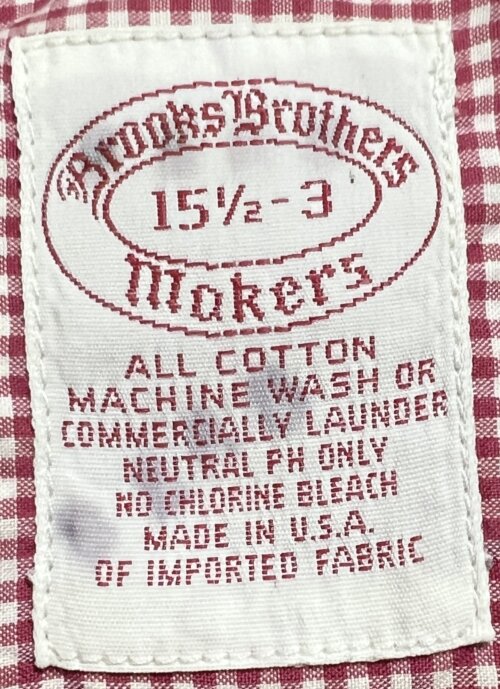 Brooks Brothers
15½-3
Makers
ALL COTTON
MACHINE WASH OR
COMMERCIALLY LAUNDER
NEUTRAL PH ONLY
NO CHLORINE BLEACH
MADE IN U.S.A.
OF IMPORTED FABRIC